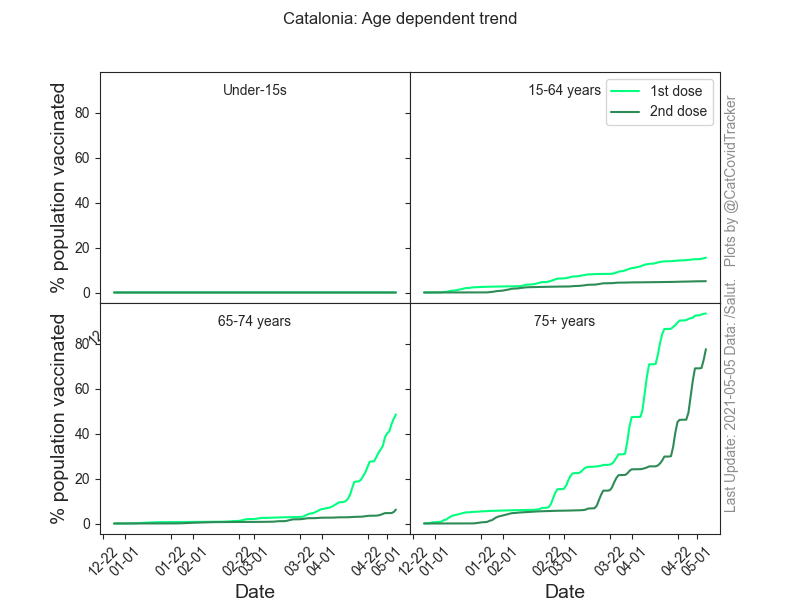 Catalonia: Age dependent trend
Under-15s
15-64 years
1st dose
2nd dose
% population vaccinated
80
60
40
20
0
65-74 years
75+ years
% population vaccinated
80
60
40
20
0
12-22
01-01
01-22
02-01
02-22
03-01
03-22
04-01
04-22
05-01
12-22
01-01
01-22
02-01
02-22
03-01
03-22
04-01
04-22
05-01
Date
Date
Last Update: 2021-05-05 Data: /Salut. Plots by @CatCovidTracker